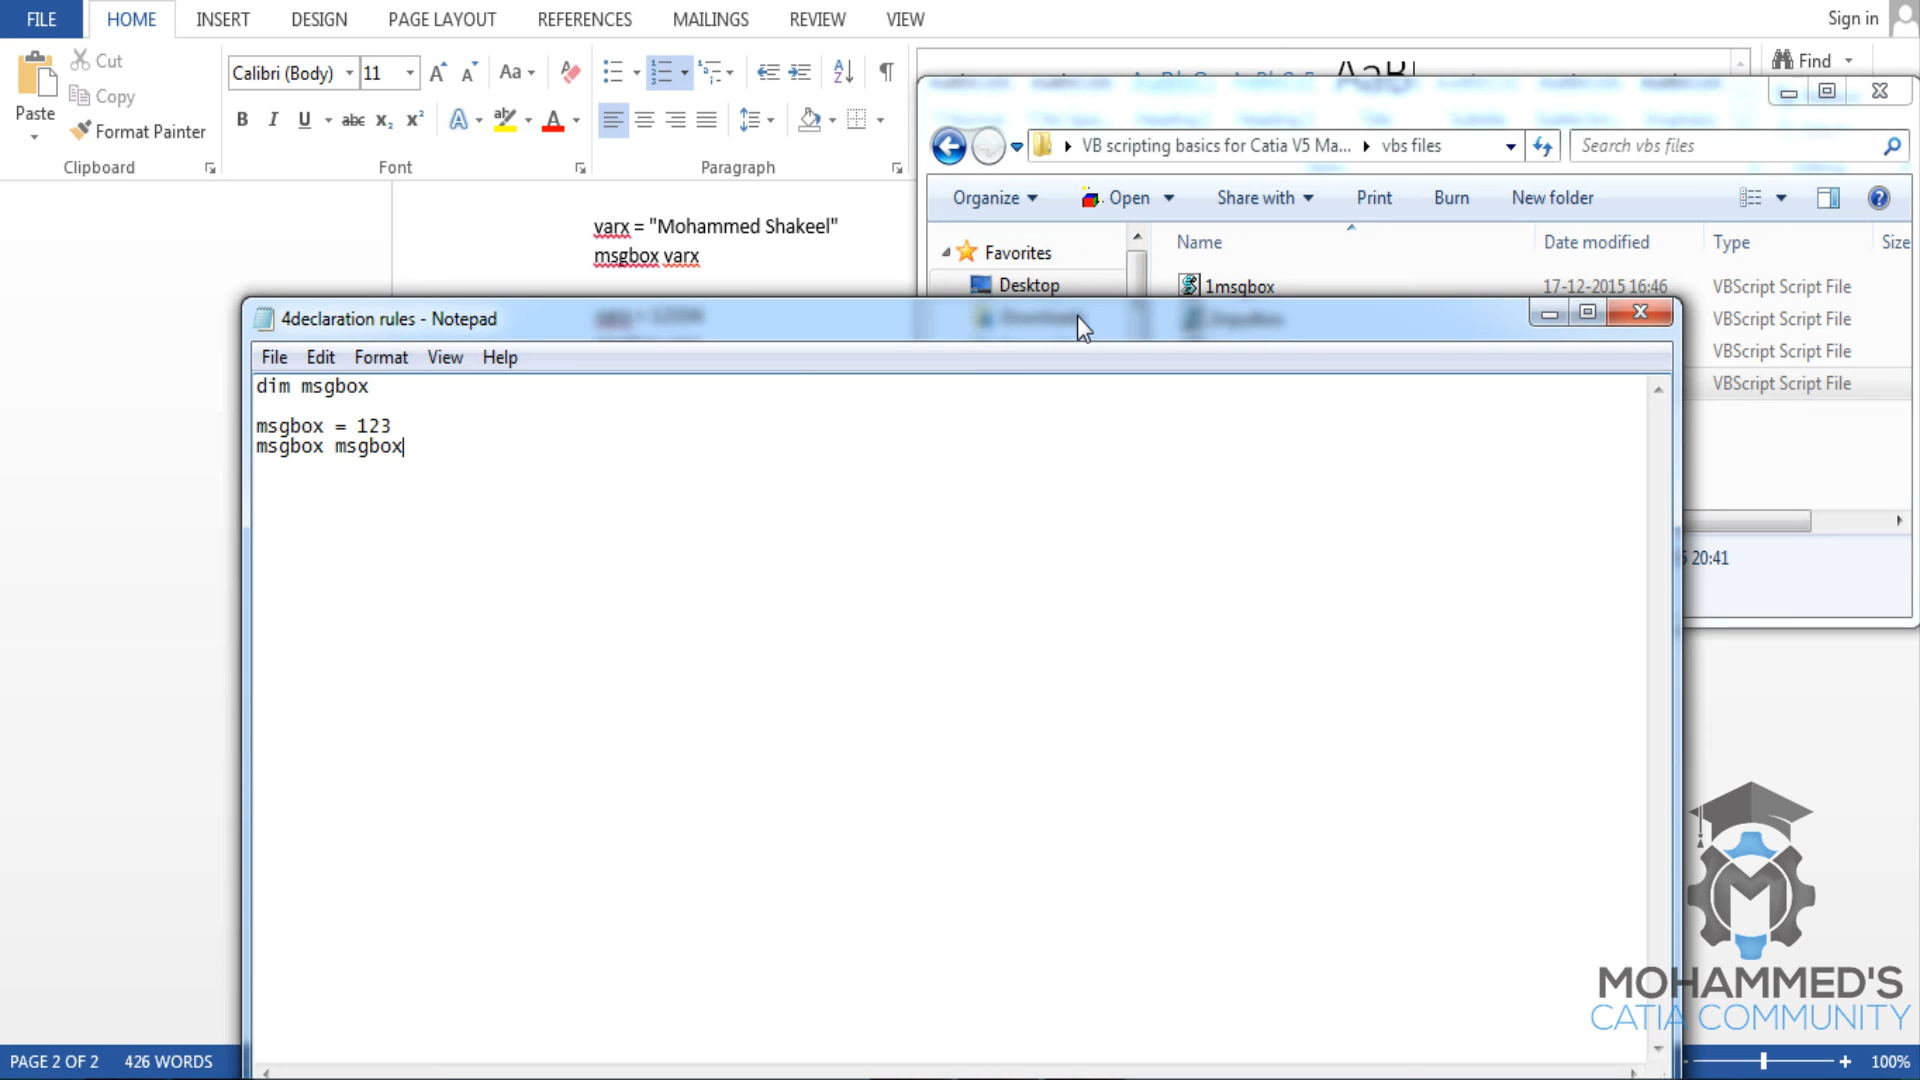 FILE HOME INSERT DESIGN PAGE LAYOUT REFERENCES MAILINGS REVIEW VIEW Sign in
Cut
Copy
Paste
Format Painter
Calibri (Body) 11
Find
Clipboard Font Paragraph
varx = "Mohammed Shakeel"
msgbox varx
VB scripting basics for Catia V5 Ma... vbs files Search vbs files
Organize Open Share with Print Burn New folder
Name Date modified Type Size
Favorites
Desktop
1msgbox 17-12-2015 16:46 VBScript Script File
VBScript Script File
VBScript Script File
VBScript Script File
20:41
4declaration rules - Notepad
File Edit Format View Help
dim msgbox
msgbox = 123
msgbox msgbox
MOHAMMED'S
CATIA COMMUNITY
PAGE 2 OF 2 426 WORDS 100%